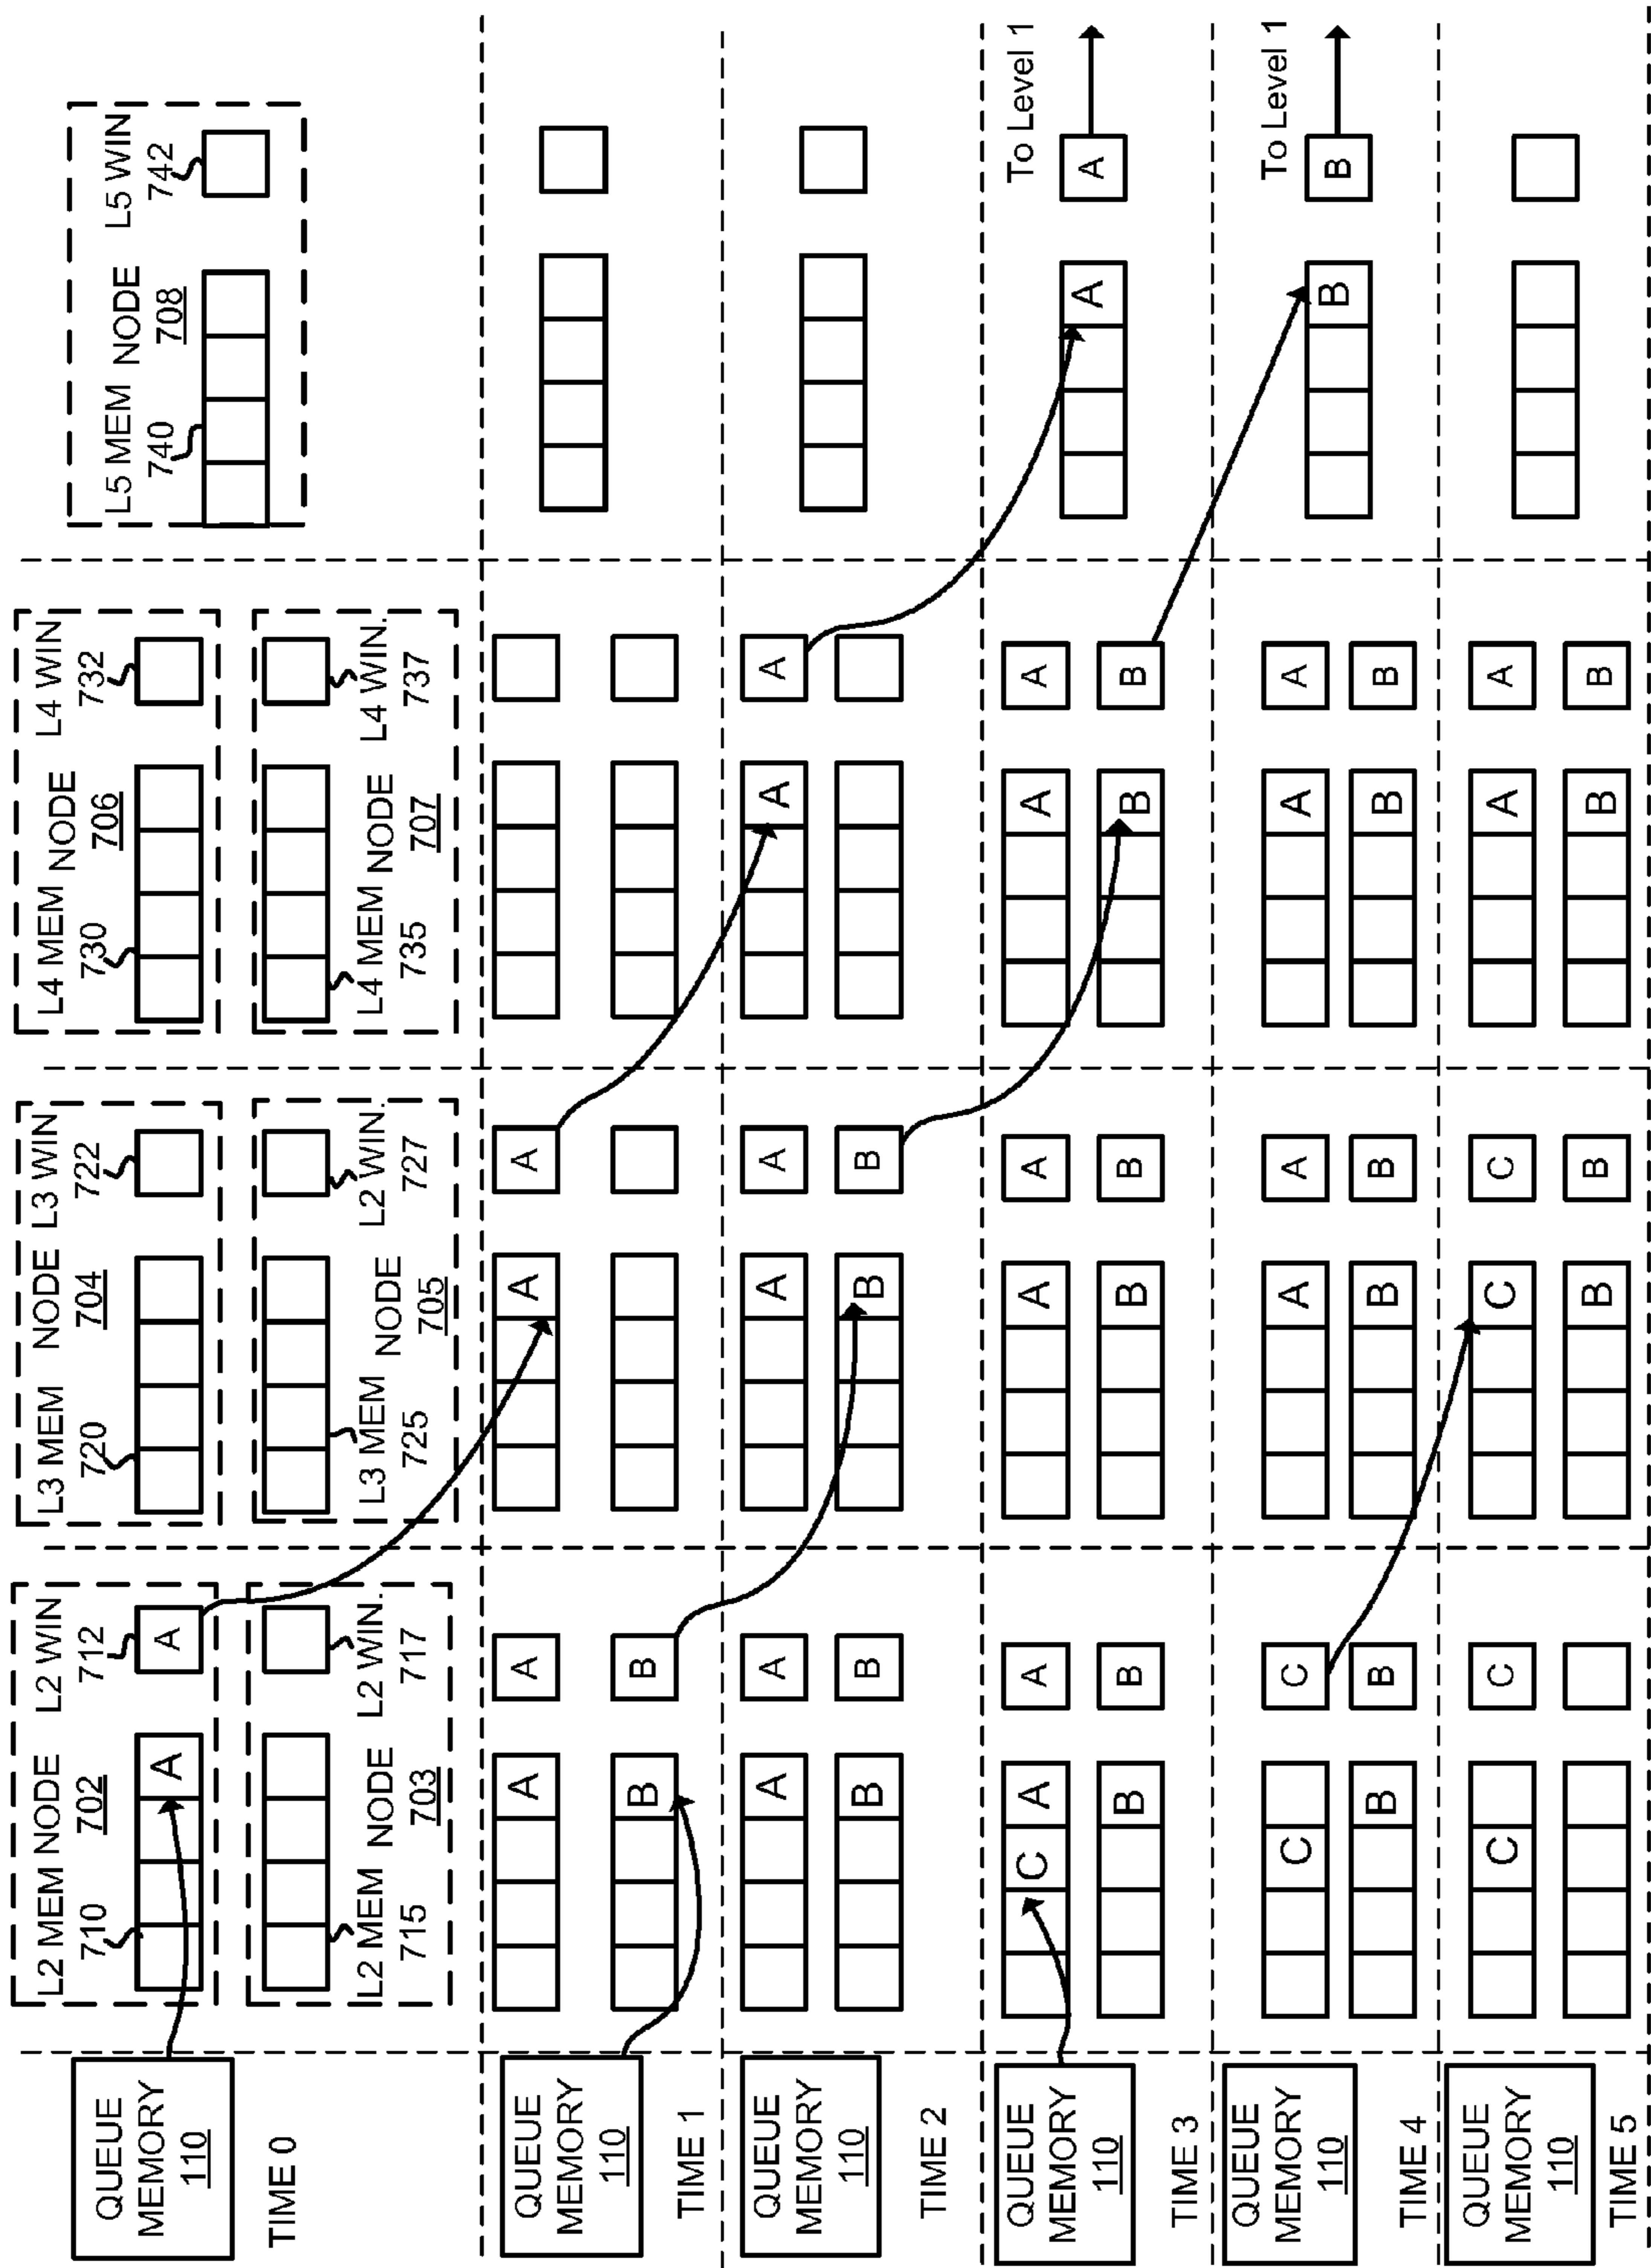 QUEUE
MEMORY
110
TIME 0
L2 MEM NODE L2 WIN
710 702 712
A A
L2 MEM NODE L2 WIN.
715 703 717
L3 MEM NODE L3 WIN
720 704 722
L3 MEM NODE L2 WIN.
725 705 727
L4 MEM NODE L4 WIN
730 706 732
L4 MEM NODE L4 WIN.
735 707 737
L5 MEM NODE L5 WIN
740 708 742
QUEUE
MEMORY
110
TIME 1
A A A A
B B
QUEUE
MEMORY
110
TIME 2
A A A A A A
B B B B
QUEUE
MEMORY
110
TIME 3
To Level 1
C A A A A A A A A
B B B B B B
QUEUE
MEMORY
110
TIME 4
To Level 1
C C A A A A B B
B B B B B B
QUEUE
MEMORY
110
TIME 5
C C C C A A
B B B B